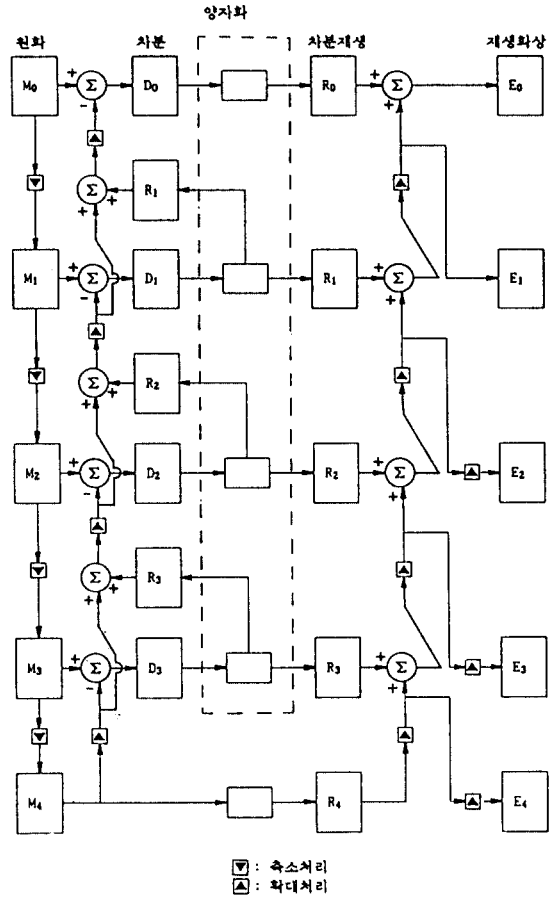 양자화
원화 차분 차분재생 재생화상
M₀ + Σ - D₀ R₀ + Σ + E₀
Σ + + R₁
M₁ + Σ - D₁ R₁ + Σ + E₁
Σ + + R₂
M₂ + Σ - D₂ R₂ + Σ + E₂
Σ + + R₃
M₃ + Σ - D₃ R₃ + Σ + E₃
M₄ R₄ E₄
▼ : 축소처리
▲ : 확대처리